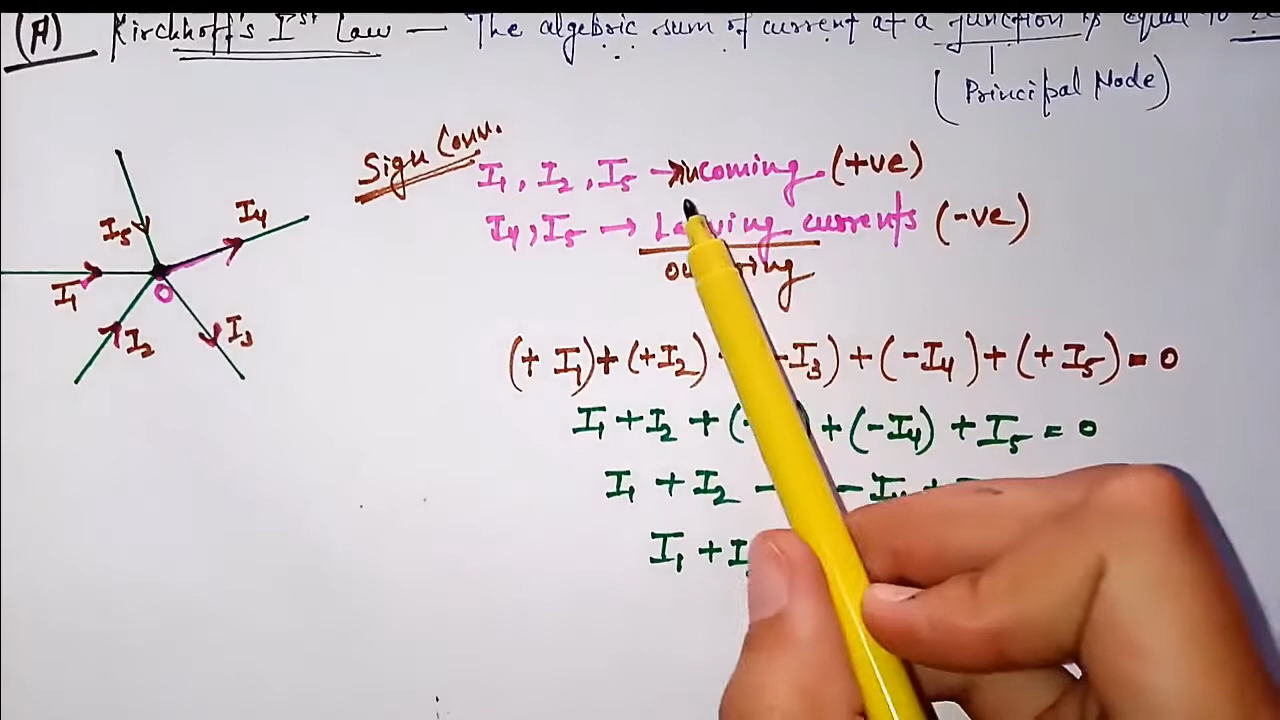 (A) Kirchhoff's Ist Law — The algebric sum of current at a junction is equal to
(Principal Node)
Sign Conv.
I1, I2, I5 → incoming. (+ve)
I4, I5 → Leaving currents (-ve)
I5
I4
I1
O
I2
I3
(+ I1) + (+I2) -I3) + (-I4) + (+ I5) = 0
I1 + I2 + (- + (-I4) + I5 = 0
I1 + I2 - - I4 +
I1 + I